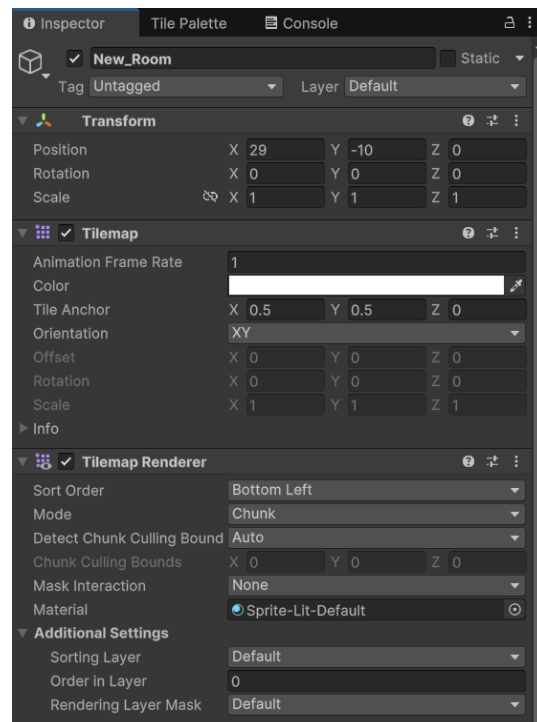 Inspector Tile Palette Console
New_Room Static
Tag Untagged Layer Default
Transform
Position X 29 Y -10 Z 0
Rotation X 0 Y 0 Z 0
Scale X 1 Y 1 Z 1
Tilemap
Animation Frame Rate 1
Color
Tile Anchor X 0.5 Y 0.5 Z 0
Orientation XY
Offset X 0 Y 0 Z 0
Rotation X 0 Y 0 Z 0
Scale X 1 Y 1 Z 1
Info
Tilemap Renderer
Sort Order Bottom Left
Mode Chunk
Detect Chunk Culling Bound Auto
Chunk Culling Bounds X 0 Y 0 Z 0
Mask Interaction None
Material Sprite-Lit-Default
Additional Settings
Sorting Layer Default
Order in Layer 0
Rendering Layer Mask Default